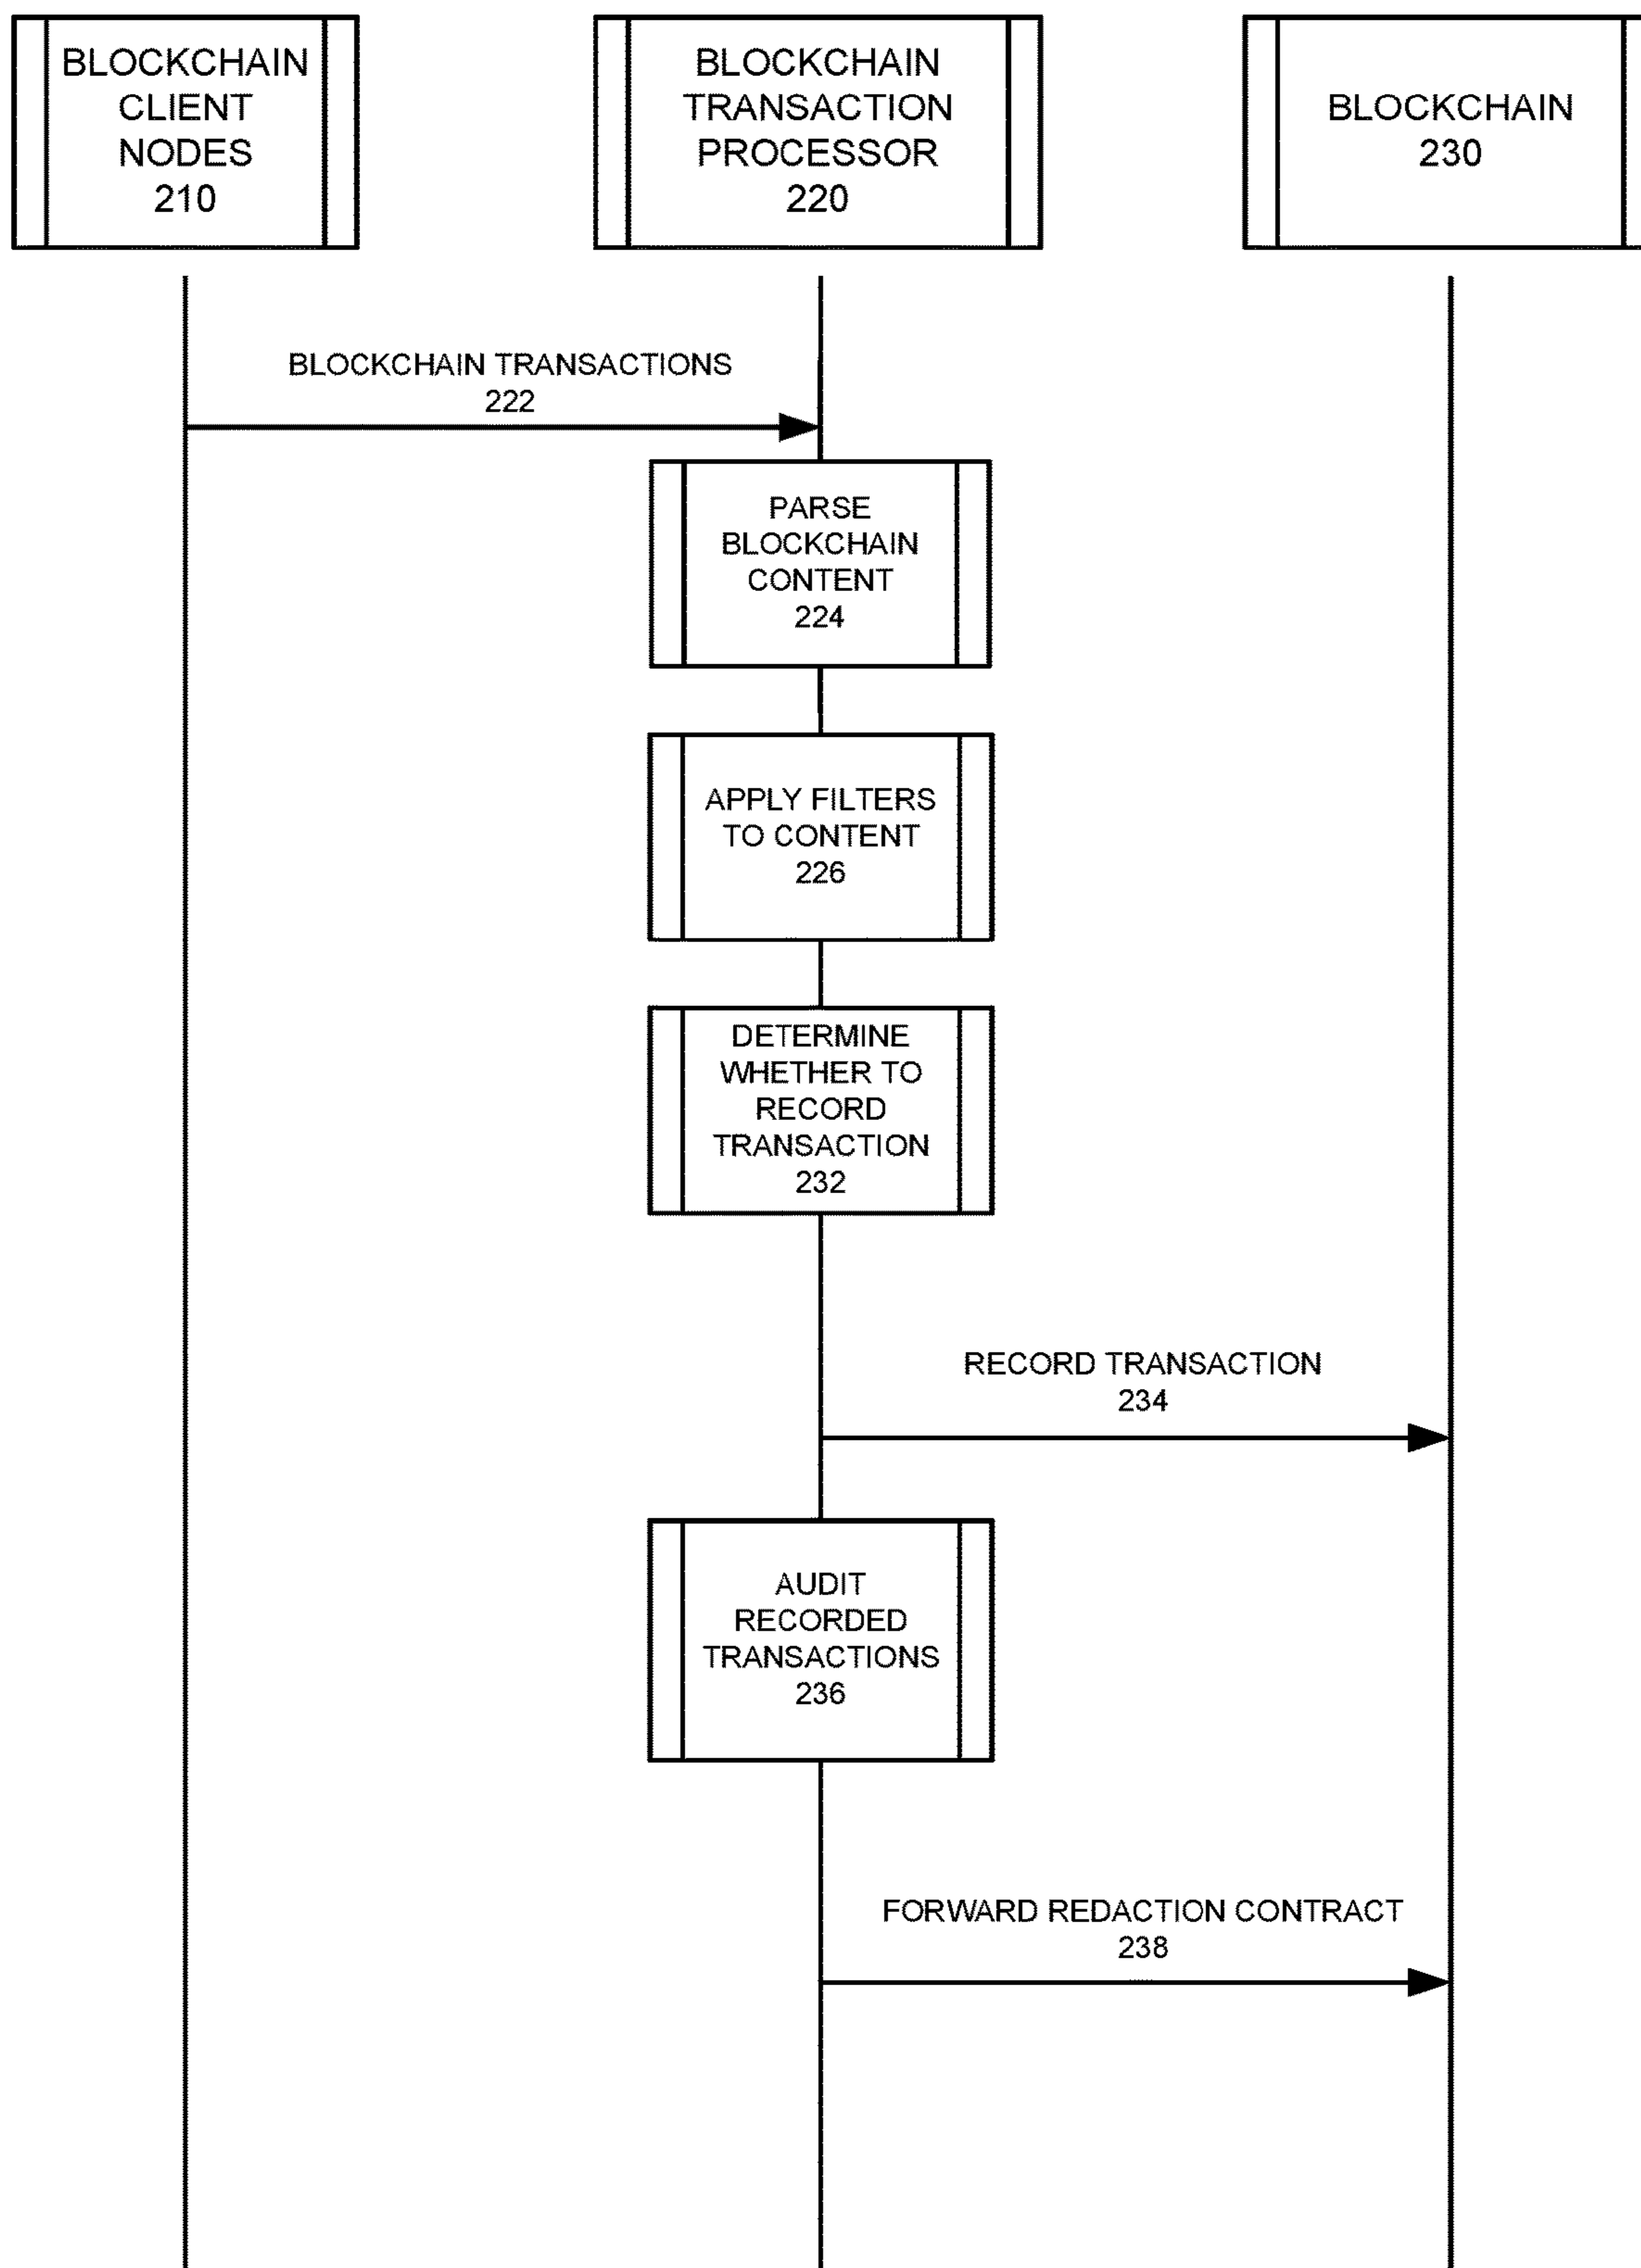 BLOCKCHAIN
CLIENT
NODES
210
BLOCKCHAIN
TRANSACTION
PROCESSOR
220
BLOCKCHAIN
230
BLOCKCHAIN TRANSACTIONS
222
PARSE
BLOCKCHAIN
CONTENT
224
APPLY FILTERS
TO CONTENT
226
DETERMINE
WHETHER TO
RECORD
TRANSACTION
232
RECORD TRANSACTION
234
AUDIT
RECORDED
TRANSACTIONS
236
FORWARD REDACTION CONTRACT
238